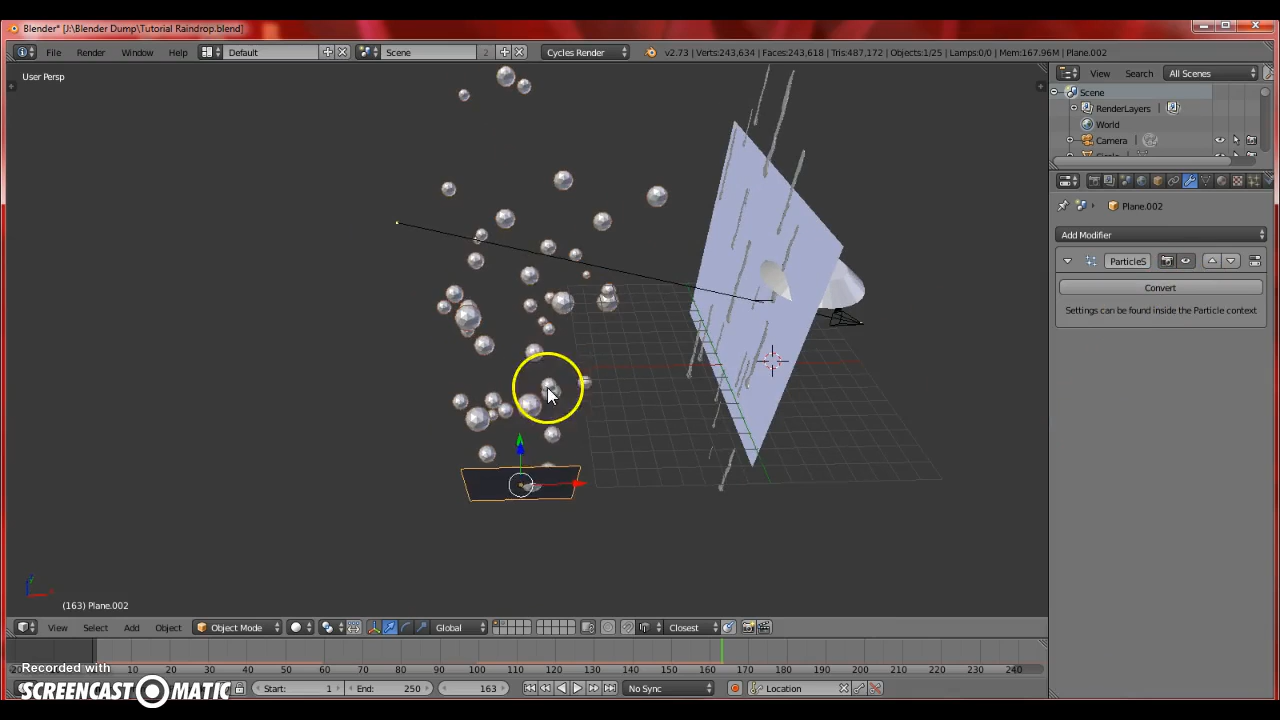 Blender* [J:\Blender Dump\Tutorial Raindrop.blend]
File Render Window Help Default Scene 2 Cycles Render v2.73 | Verts:243,634 | Faces:243,618 | Tris:487,172 | Objects:1/25 | Lamps:0/0 | Mem:167.96M | Plane.002
User Persp
View Search All Scenes
Scene
RenderLayers
World
Camera
Plane.002
Add Modifier
ParticleS
Convert
Settings can be found inside the Particle context
(163) Plane.002
View Select Add Object Object Mode Global Closest
10 20 30 40 50 60 70 80 90 100 110 120 130 140 150 160 170 180 190 200 210 220 230 240
Start: 1 End: 250 163 No Sync Location
Recorded with
SCREENCAST MATIC